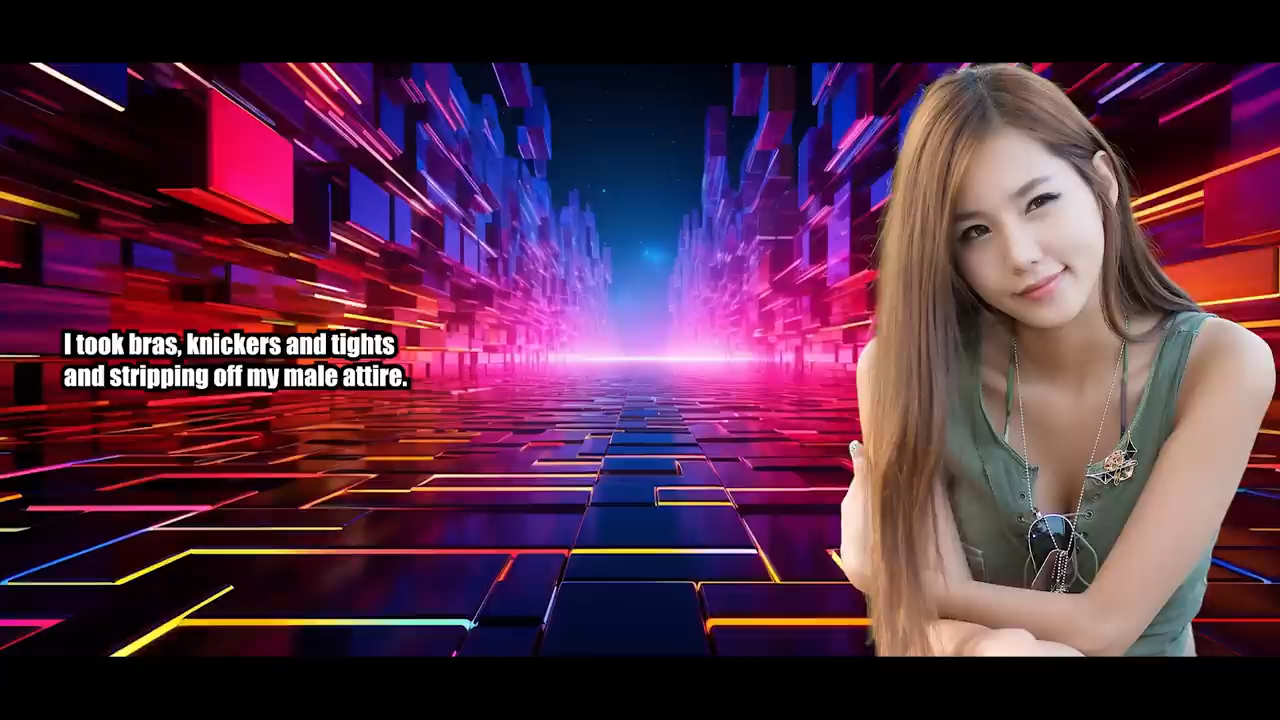 I took bras, knickers and tights
and stripping off my male attire.